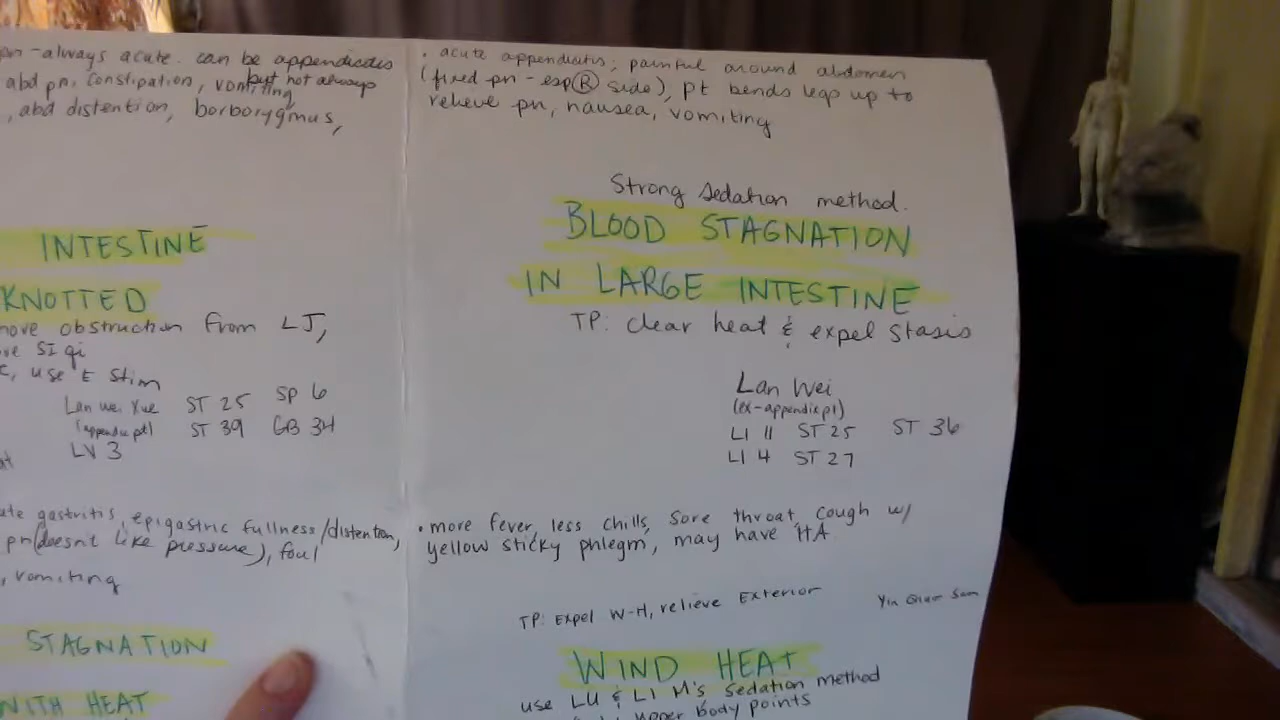 pn-always acute. can be appendicitis
but not always
abd pn, constipation, vomiting
, abd distention, borborygmus,
INTESTINE
KNOTTED
move obstruction from LJ,
SI qi
, use E stim
Lan wei xue ST 25 SP 6
(appendix pt) ST 39 GB 34
LV 3
gastritis, epigastric fullness/distention,
pn (doesn't like pressure), foul
, vomiting
STAGNATION
WITH HEAT
• acute appendicitis; painful around abdomen
(fixed pn - esp R side), pt bends legs up to
relieve pn, nausea, vomiting
Strong sedation method.
BLOOD STAGNATION
IN LARGE INTESTINE
TP: clear heat & expel stasis
Lan Wei
(ex-appendix pt)
LI 11 ST 25 ST 36
LI 4 ST 27
• more fever, less chills, sore throat, cough w/
yellow sticky phlegm, may have HA
TP: Expel W-H, relieve Exterior Yin Qiao San
WIND HEAT
use LU & LI M's sedation method
upper body points